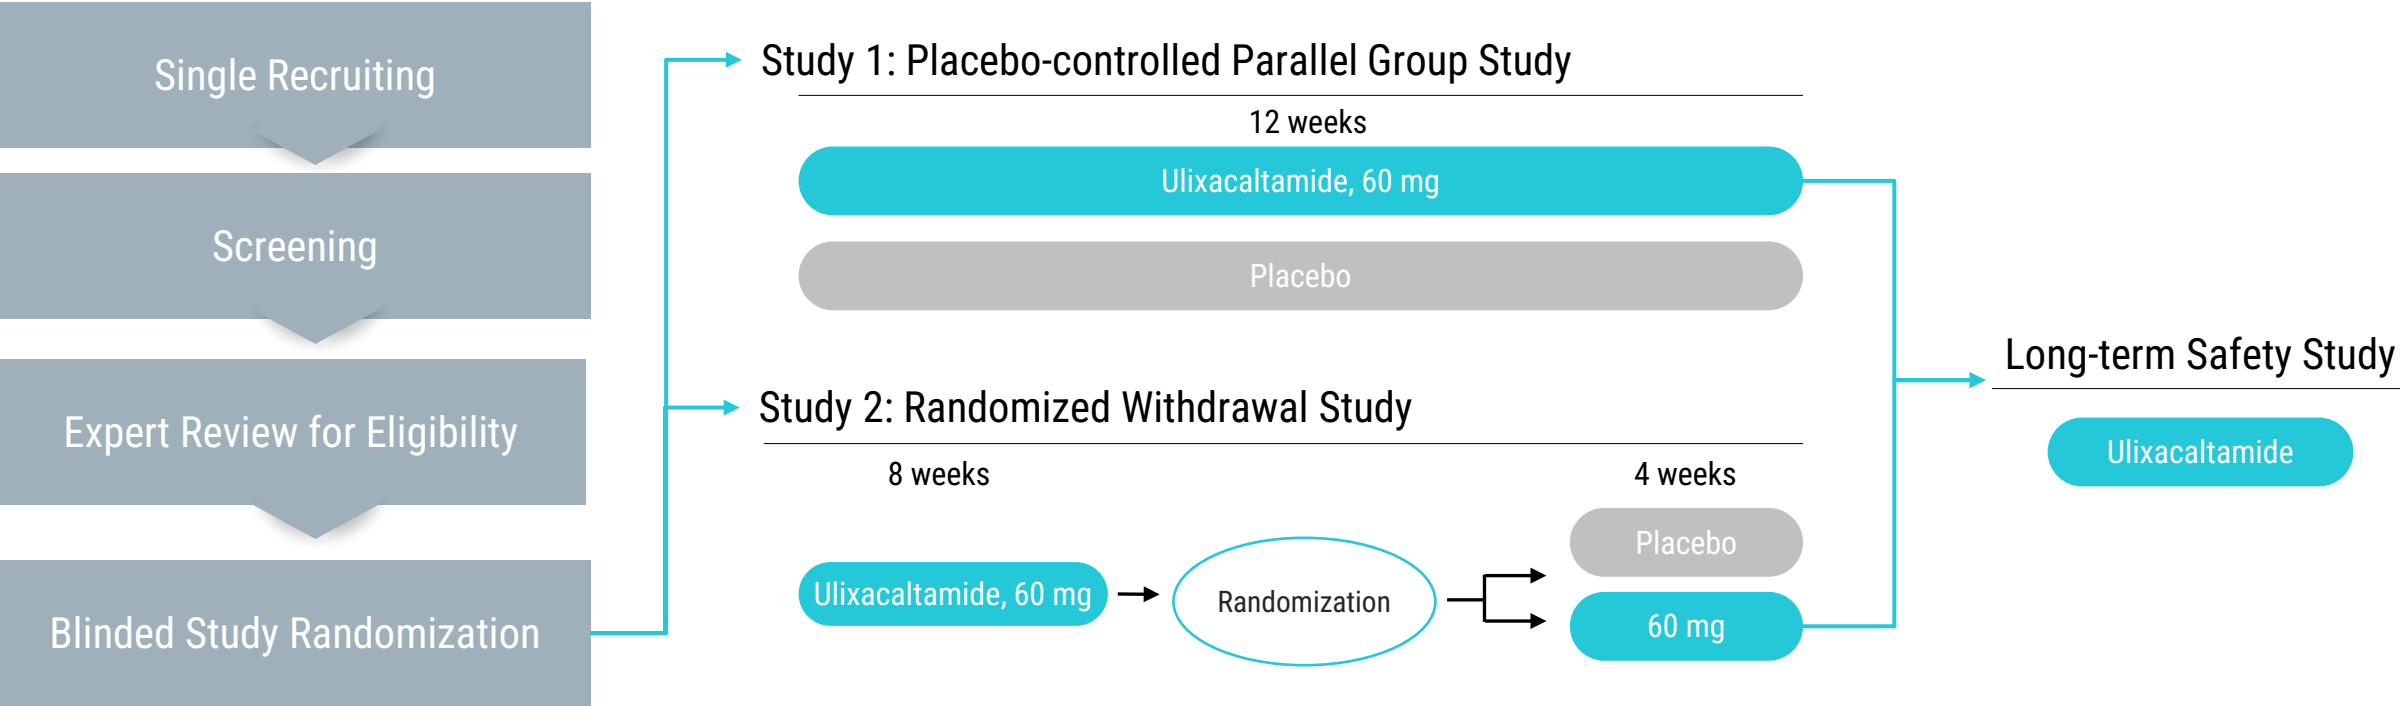 Single Recruiting
Screening
Expert Review for Eligibility
Blinded Study Randomization
Study 1: Placebo-controlled Parallel Group Study
12 weeks
Ulixacaltamide, 60 mg
Placebo
Study 2: Randomized Withdrawal Study
8 weeks
4 weeks
Ulixacaltamide, 60 mg
Randomization
Placebo
60 mg
Long-term Safety Study
Ulixacaltamide